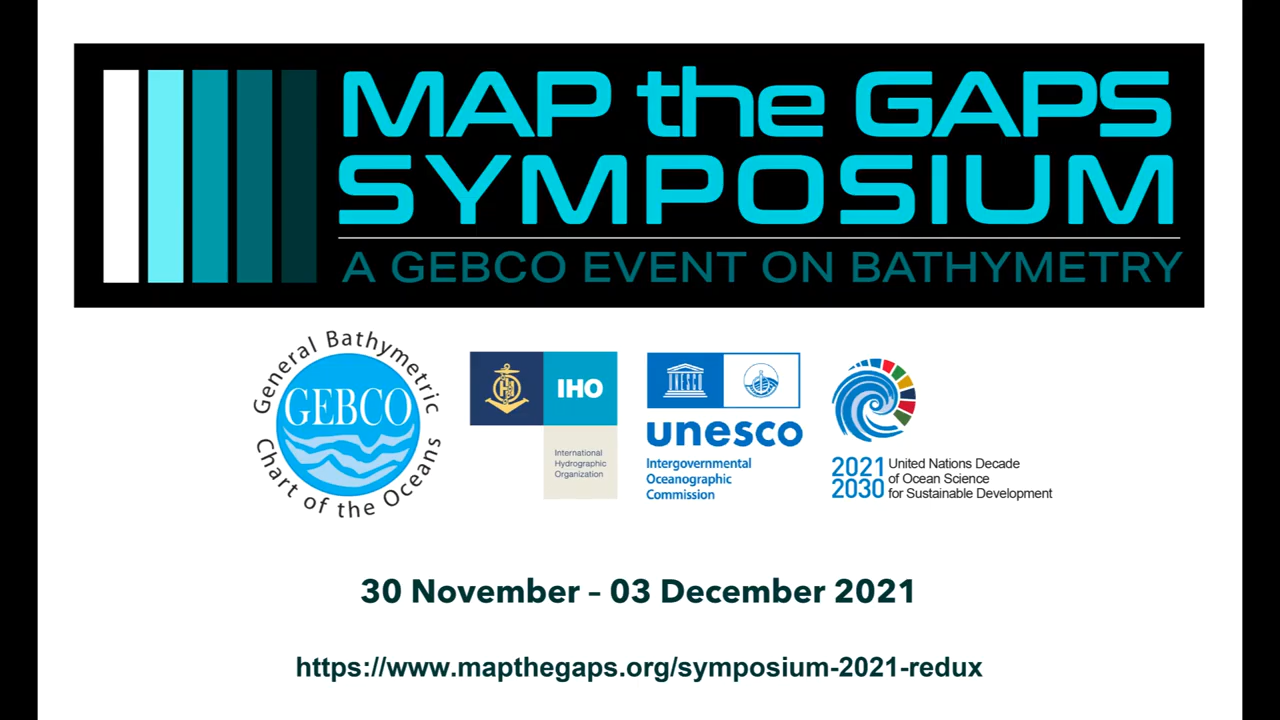 MAP the GAPS
SYMPOSIUM
A GEBCO EVENT ON BATHYMETRY
General Bathymetric
GEBCO
Chart of the Oceans
IHO
International
Hydrographic
Organization
unesco
Intergovernmental
Oceanographic
Commission
2021
2030
United Nations Decade
of Ocean Science
for Sustainable Development
30 November – 03 December 2021
https://www.mapthegaps.org/symposium-2021-redux